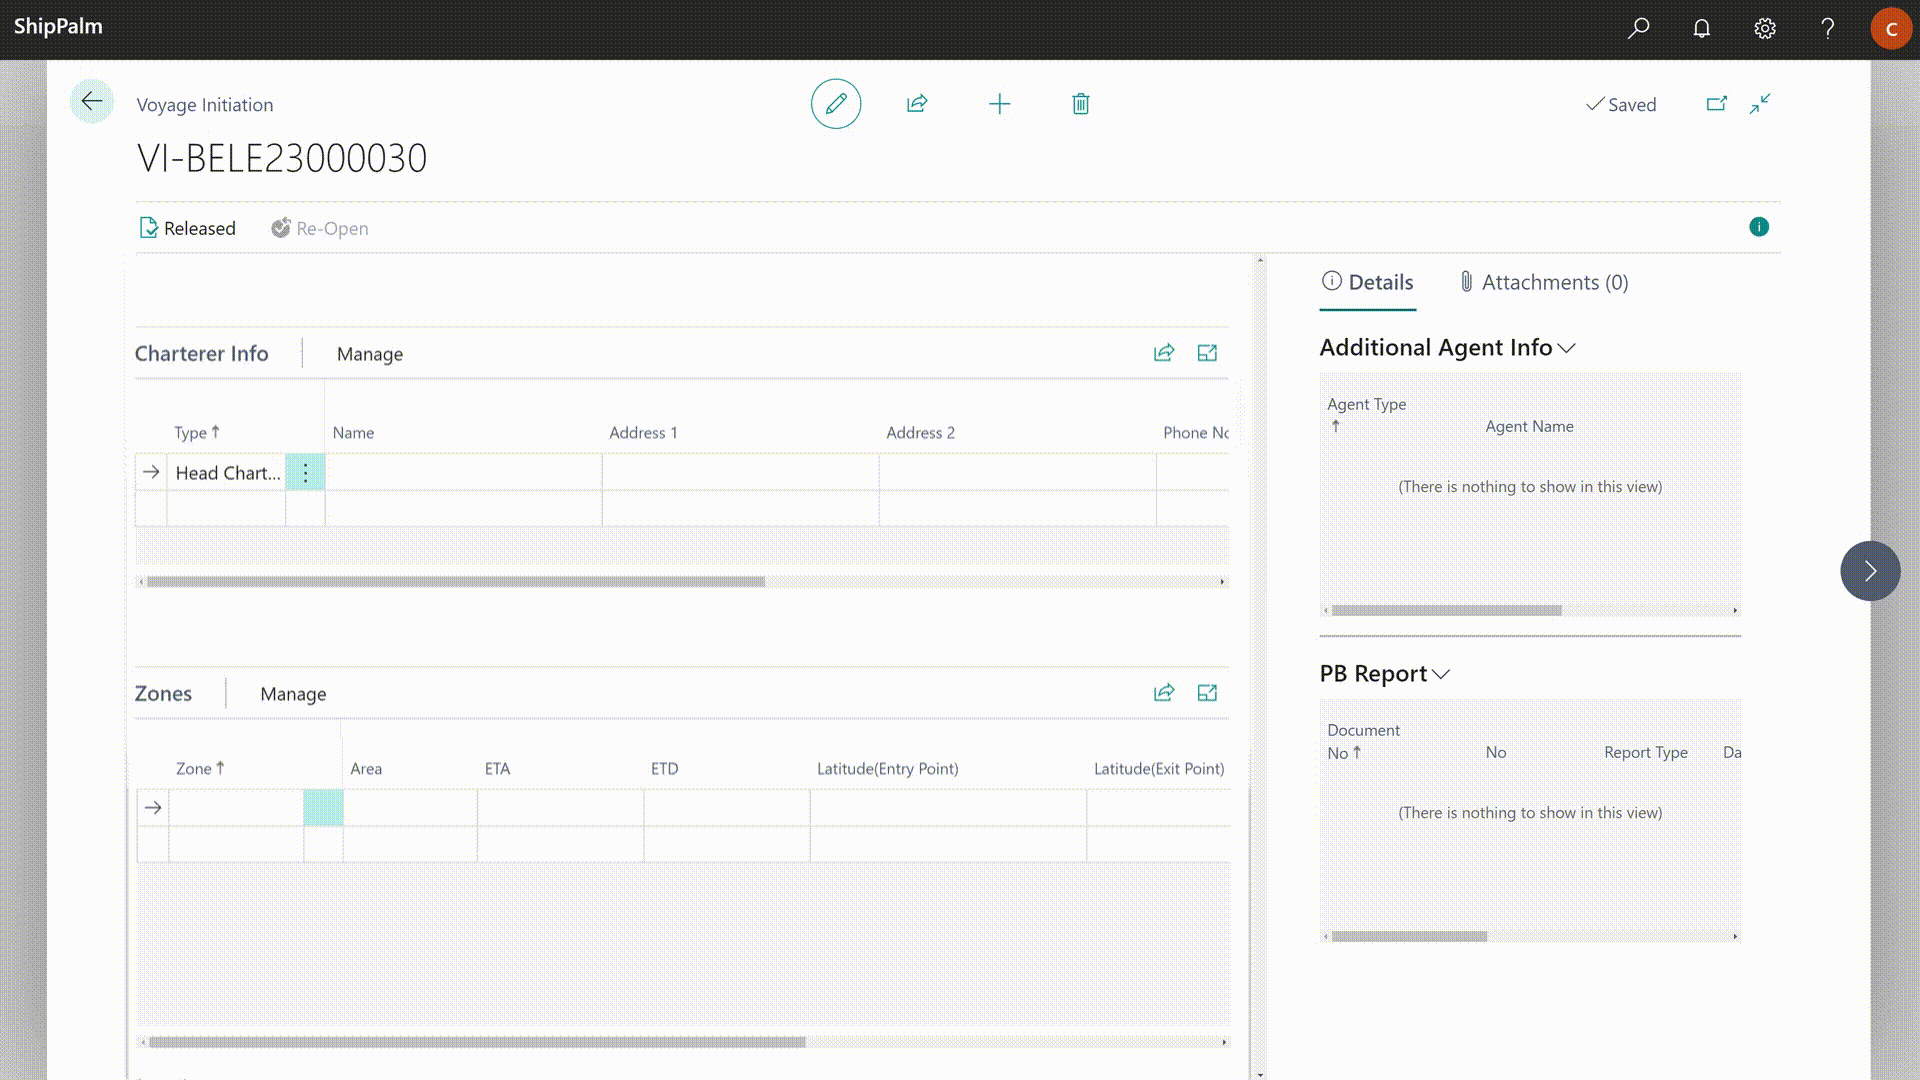 ShipPalm
C
Voyage Initiation
Saved
VI-BELE23000030
Released
Re-Open
Details
Attachments (0)
Charterer Info
Manage
Type
Name
Address 1
Address 2
Phone No
Head Chart...
Additional Agent Info
Agent Type
Agent Name
(There is nothing to show in this view)
Zones
Manage
Zone
Area
ETA
ETD
Latitude(Entry Point)
Latitude(Exit Point)
PB Report
Document
No
No
Report Type
Da
(There is nothing to show in this view)